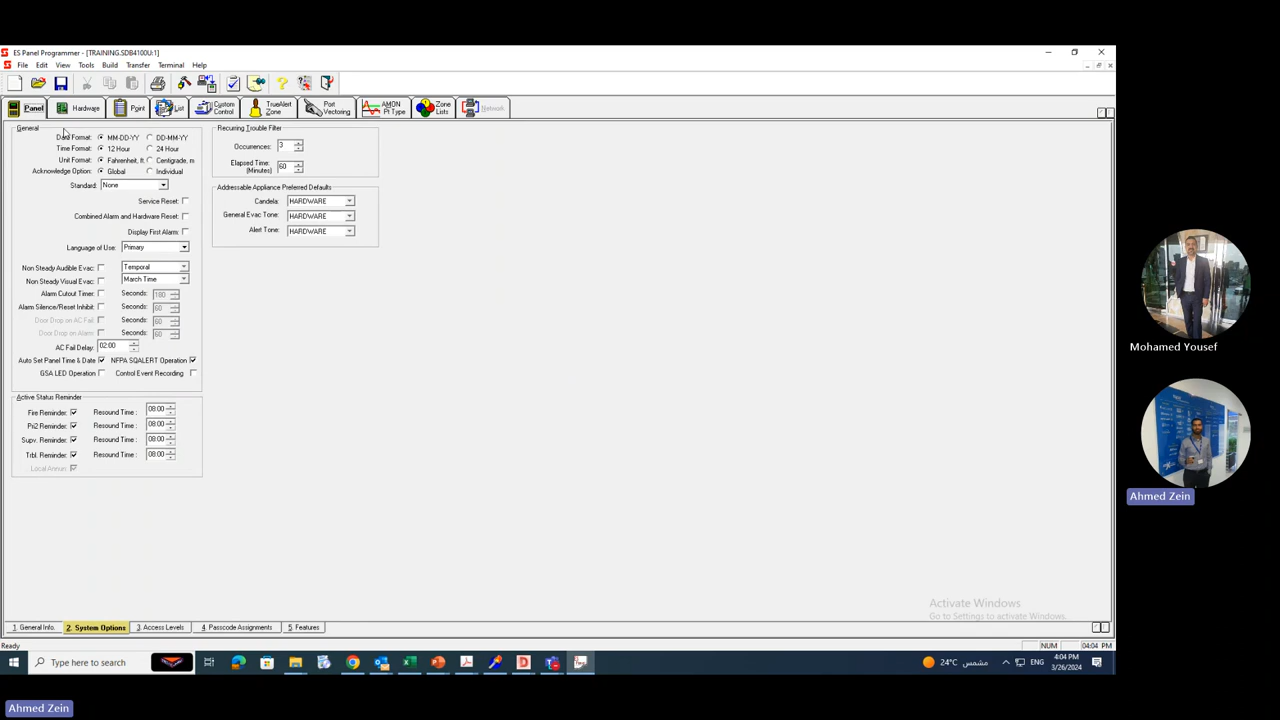 ES Panel Programmer - [TRAINING.SDB4100U:1]
File Edit View Tools Build Transfer Terminal Help
Panel Hardware Point List Custom Control TrueAlert Zone Port Vectoring AMON Pt Type Zone Lists Network
General
Date Format: MM-DD-YY DD-MM-YY
Time Format: 12 Hour 24 Hour
Unit Format: Fahrenheit, ft. Centigrade, m
Acknowledge Option: Global Individual
Standard: None
Service Reset:
Combined Alarm and Hardware Reset:
Display First Alarm:
Language of Use: Primary
Non Steady Audible Evac: Temporal
Non Steady Visual Evac: March Time
Alarm Cutout Timer: Seconds: 180
Alarm Silence/Reset Inhibit: Seconds: 60
Door Drop on AC Fail: Seconds: 60
Door Drop on Alarm: Seconds: 60
AC Fail Delay: 02:00
Auto Set Panel Time & Date NFPA SQALERT Operation
GSA LED Operation Control Event Recording
Active Status Reminder
Fire Reminder: Resound Time : 08:00
Pri2 Reminder: Resound Time : 08:00
Supv. Reminder: Resound Time : 08:00
Trbl. Reminder: Resound Time : 08:00
Local Annun:
Recurring Trouble Filter
Occurrences: 3
Elapsed Time: 60
(Minutes)
Addressable Appliance Preferred Defaults
Candela: HARDWARE
General Evac Tone: HARDWARE
Alert Tone: HARDWARE
Mohamed Yousef
Ahmed Zein
Activate Windows
Go to Settings to activate Windows.
1. General Info. 2. System Options 3. Access Levels 4. Passcode Assignments 5. Features
Ready NUM 04:04 PM
Type here to search
24°C مشمس ENG 4:04 PM
3/26/2024
Ahmed Zein